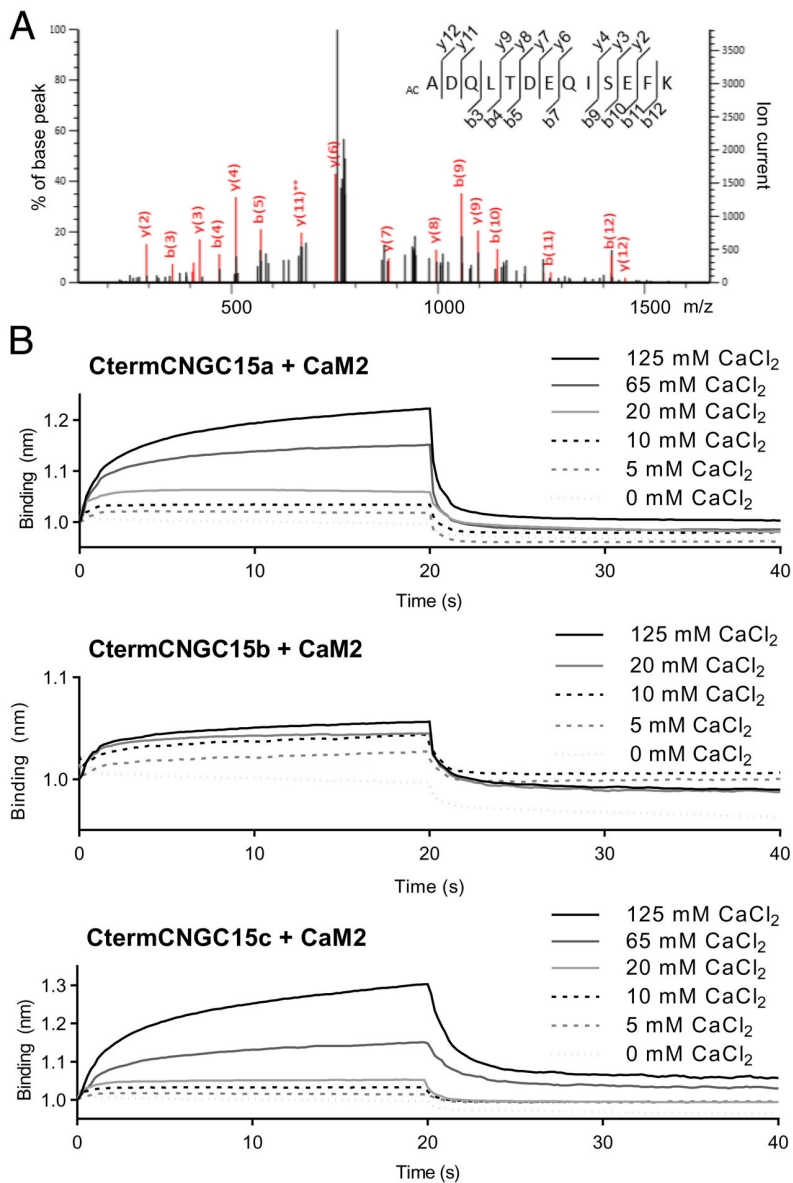 A
% of base peak
100
80
60
40
20
0
y(2)
b(3)
y(3)
b(4)
y(4)
b(5)
y(11)**
y(6)
y(7)
y(8)
b(9)
y(9)
b(10)
b(11)
b(12)
y(12)
y12 y11 y9 y8 y7 y6 y4 y3 y2
AC A D Q L T D E Q I S E F K
b3 b4 b5 b7 b9 b10 b11 b12
3500
3000
2500
2000
1500
1000
500
0
Ion current
500 1000 1500 m/z
B
CtermCNGC15a + CaM2
125 mM CaCl2
65 mM CaCl2
20 mM CaCl2
10 mM CaCl2
5 mM CaCl2
0 mM CaCl2
Binding (nm)
1.2
1.1
1.0
0 10 20 30 40
Time (s)
CtermCNGC15b + CaM2
125 mM CaCl2
20 mM CaCl2
10 mM CaCl2
5 mM CaCl2
0 mM CaCl2
Binding (nm)
1.1
1.0
0 10 20 30 40
Time (s)
CtermCNGC15c + CaM2
125 mM CaCl2
65 mM CaCl2
20 mM CaCl2
10 mM CaCl2
5 mM CaCl2
0 mM CaCl2
Binding (nm)
1.3
1.2
1.1
1.0
0 10 20 30 40
Time (s)